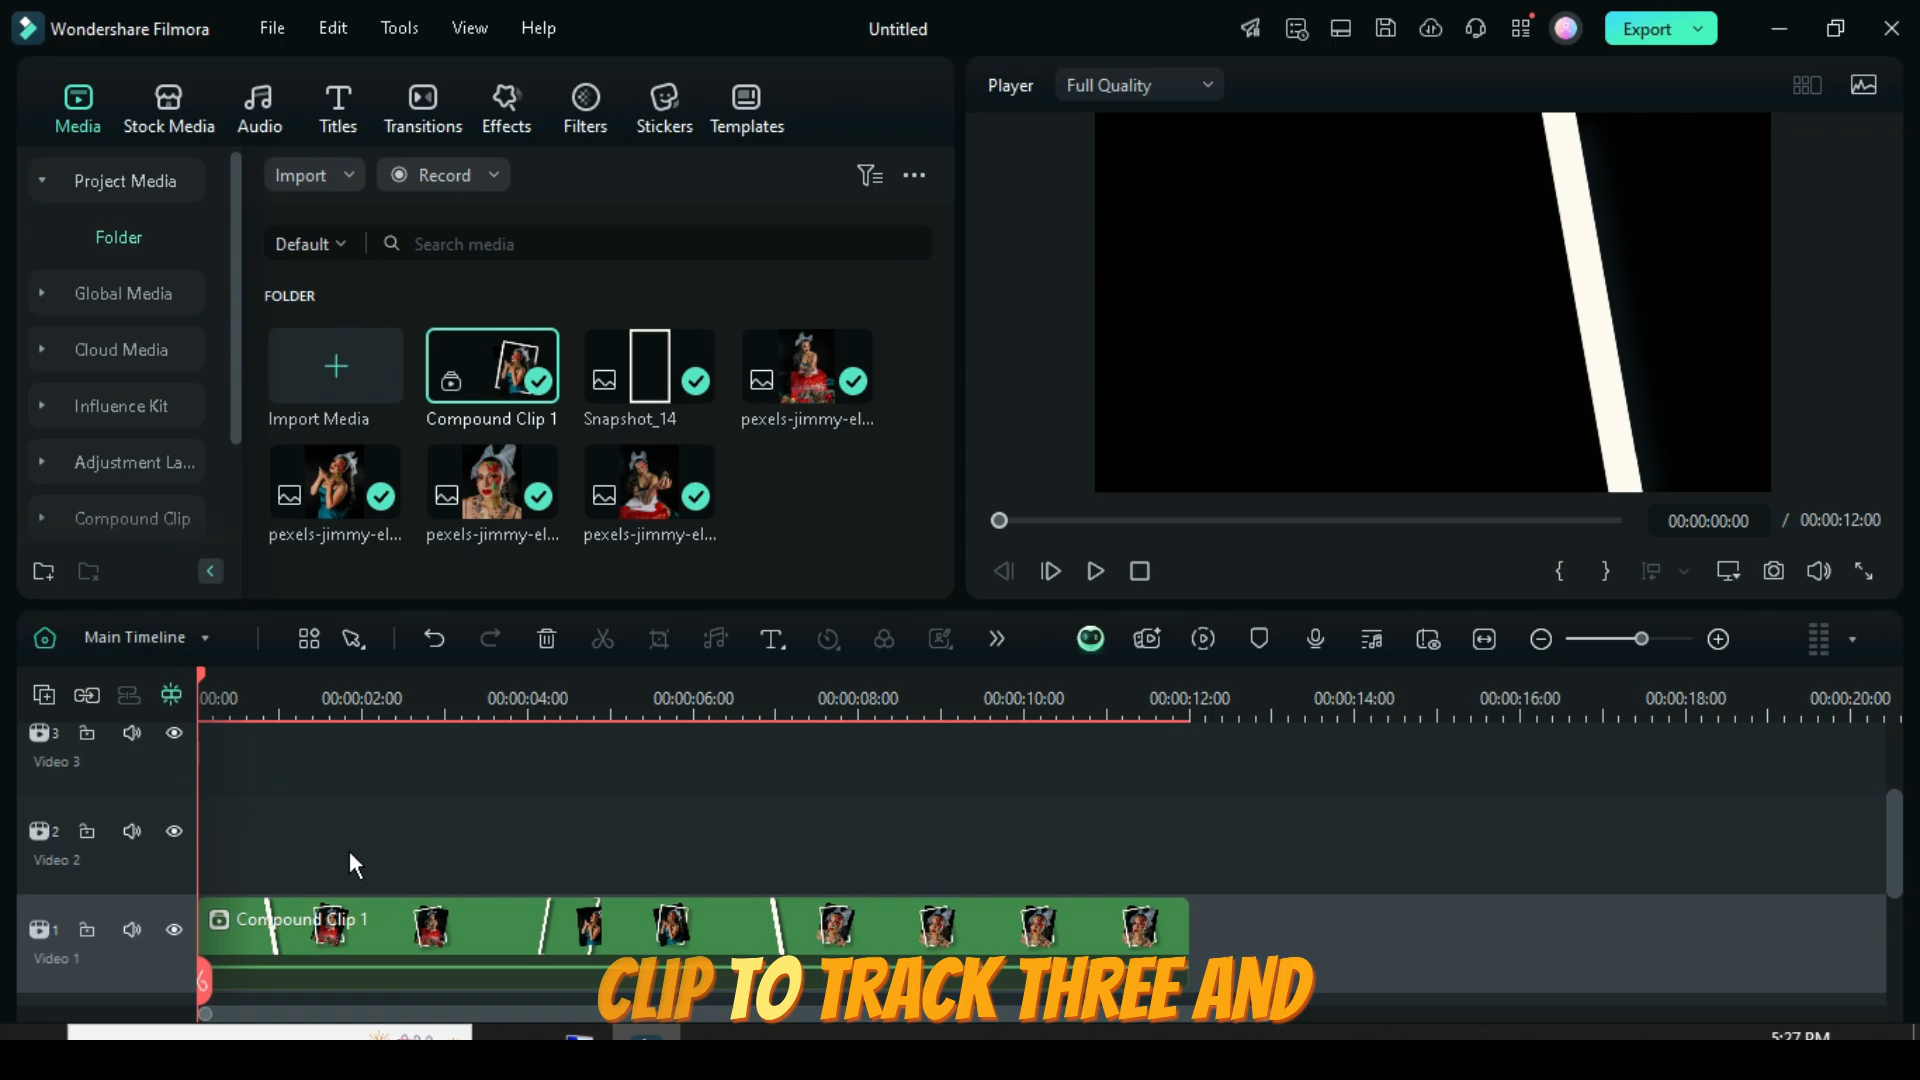 Wondershare Filmora
File
Edit
Tools
View
Help
Untitled
Export
Media
Stock Media
Audio
Titles
Transitions
Effects
Filters
Stickers
Templates
Player
Full Quality
Project Media
Folder
Global Media
Cloud Media
Influence Kit
Adjustment La...
Compound Clip
Import
Record
Default
Search media
FOLDER
Import Media
Compound Clip 1
Snapshot_14
pexels-jimmy-el...
pexels-jimmy-el...
pexels-jimmy-el...
pexels-jimmy-el...
00:00:00:00 / 00:00:12:00
Main Timeline
00:00
00:00:02:00
00:00:04:00
00:00:06:00
00:00:08:00
00:00:10:00
00:00:12:00
00:00:14:00
00:00:16:00
00:00:18:00
00:00:20:00
3
Video 3
2
Video 2
1
Video 1
Compound Clip 1
CLIP TO TRACK THREE AND
5:27 PM